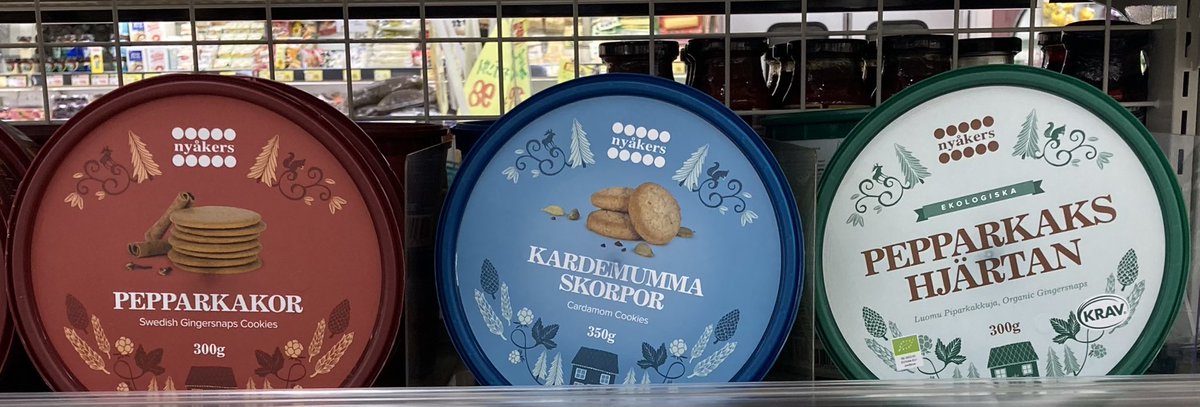 nyåkers
PEPPARKAKOR
Swedish Gingersnaps Cookies
300g
nyåkers
KARDEMUMMA
SKORPOR
Cardamom Cookies
350g
nyåkers
EKOLOGISKA
PEPPARKAKS
HJÄRTAN
Luomu Piparkakkuja, Organic Gingersnaps
300g
KRAV